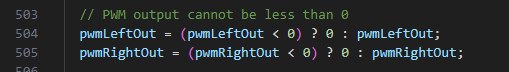 503 // PWM output cannot be less than 0
504 pwmLeftOut = (pwmLeftOut < 0) ? 0 : pwmLeftOut;
505 pwmRightOut = (pwmRightOut < 0) ? 0 : pwmRightOut;